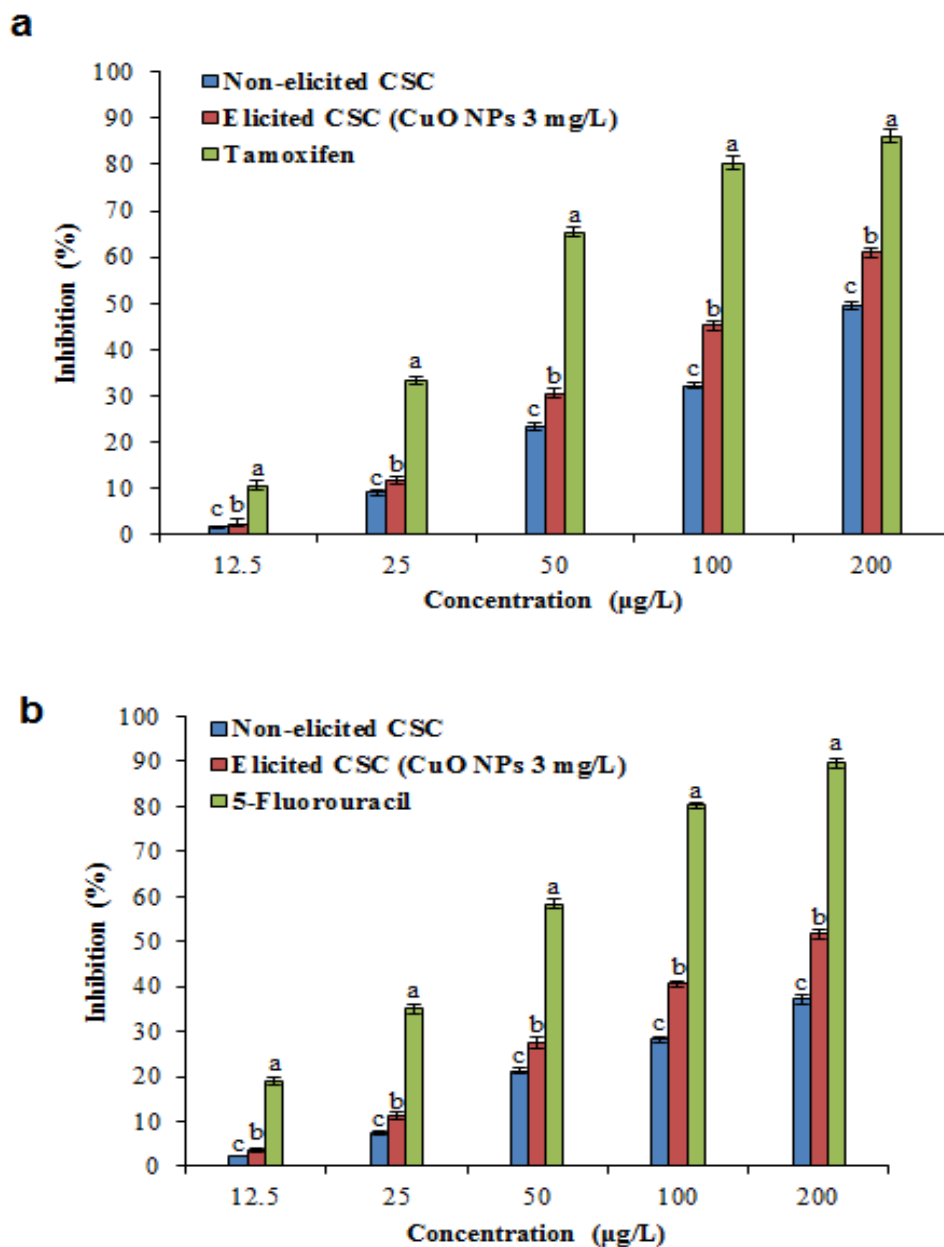 a
100
90
80
70
60
50
40
30
20
10
0
Inhibition (%)
Non-elicited CSC
Elicited CSC (CuO NPs 3 mg/L)
Tamoxifen
c b a
c b a
c b a
c b a
c b a
12.5 25 50 100 200
Concentration (µg/L)
b
100
90
80
70
60
50
40
30
20
10
0
Inhibition (%)
Non-elicited CSC
Elicited CSC (CuO NPs 3 mg/L)
5-Fluorouracil
c b a
c b a
c b a
c b a
c b a
12.5 25 50 100 200
Concentration (µg/L)